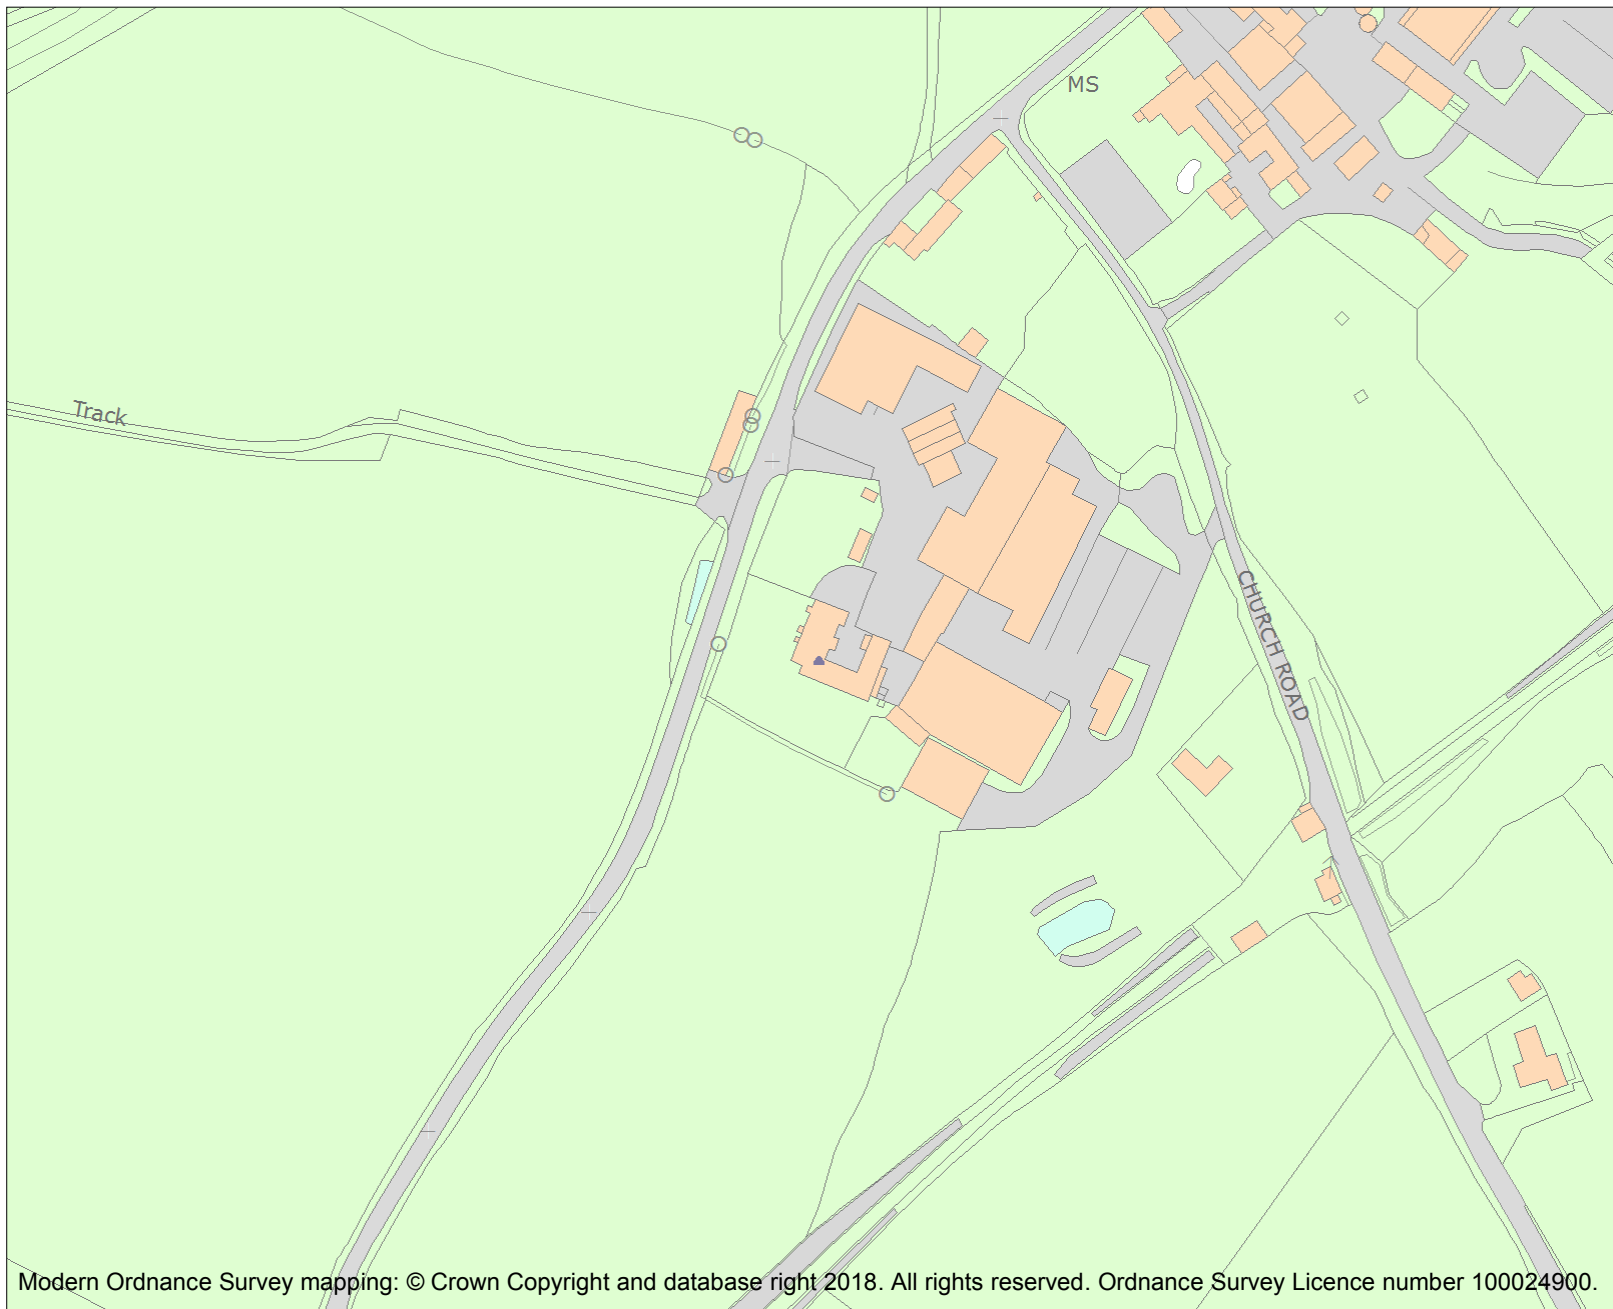 MS
Track
CHURCH ROAD
Modern Ordnance Survey mapping: © Crown Copyright and database right 2018. All rights reserved. Ordnance Survey Licence number 100024900.